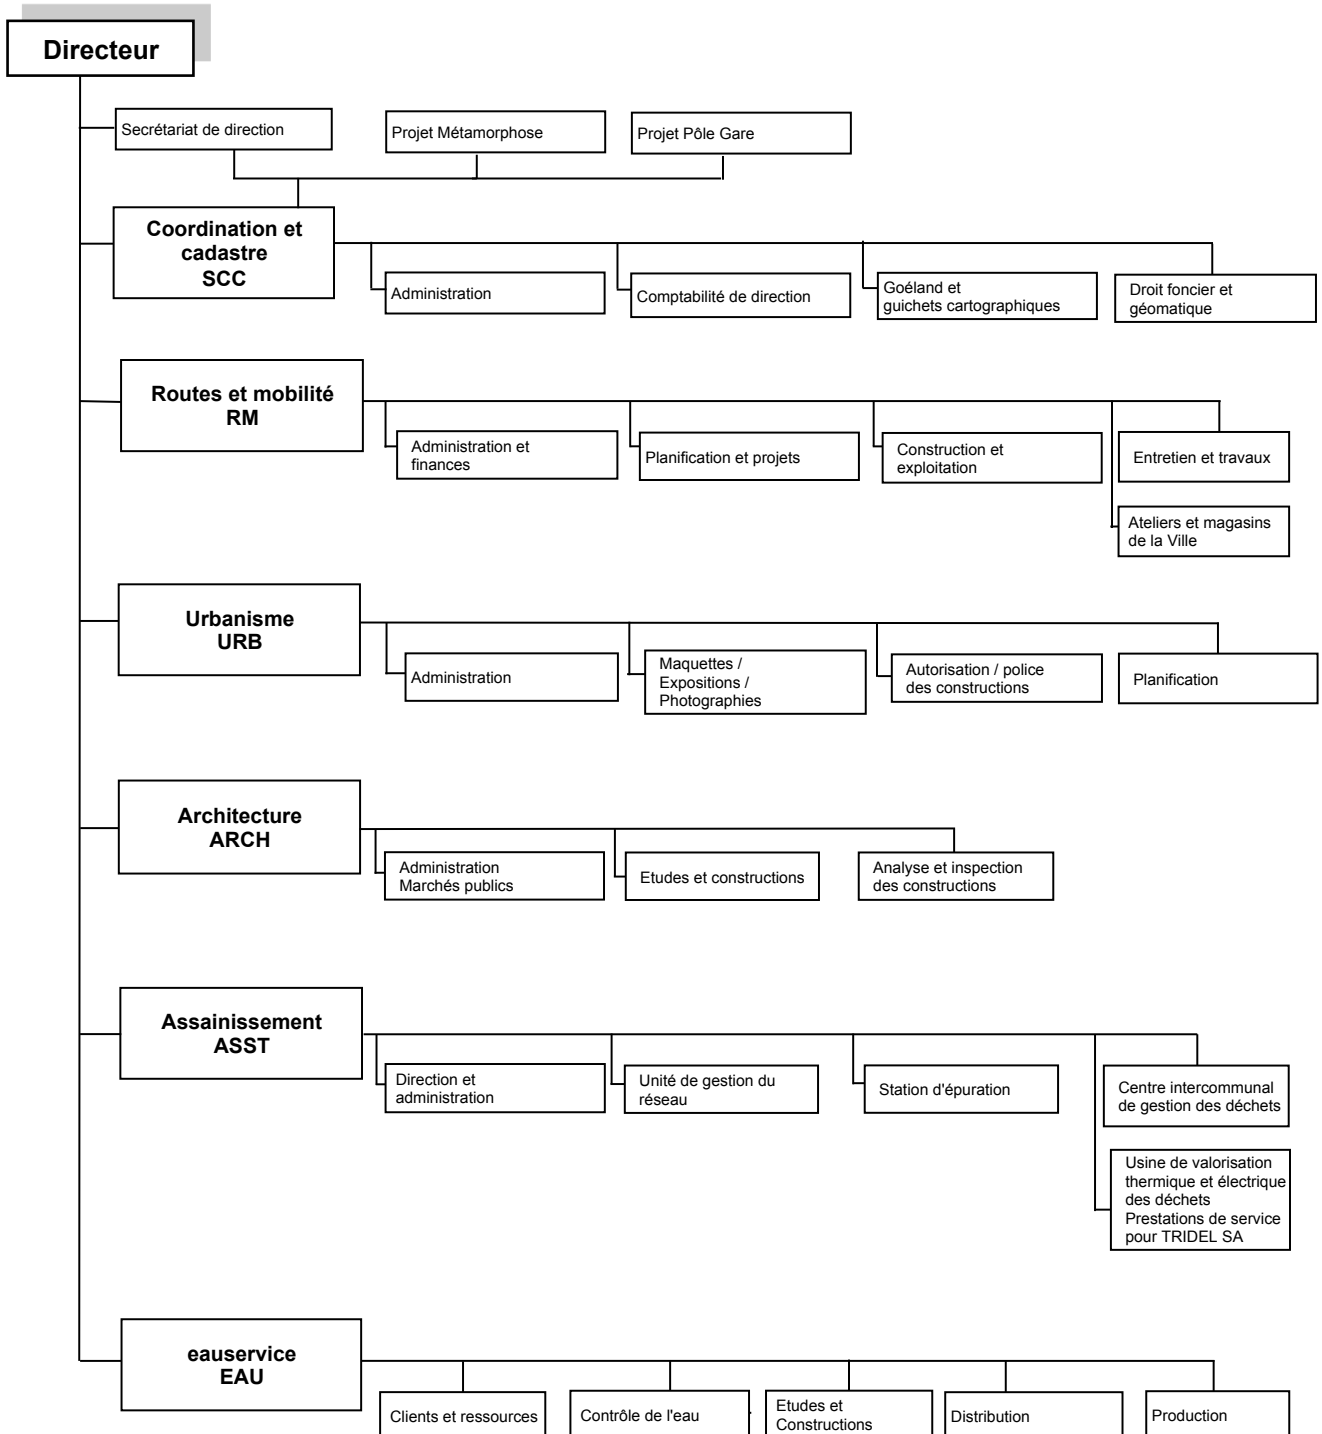 Directeur
Secrétariat de direction
Projet Métamorphose
Projet Pôle Gare
Coordination et
cadastre
SCC
Administration
Comptabilité de direction
Goéland et
guichets cartographiques
Droit foncier et
géomatique
Routes et mobilité
RM
Administration et
finances
Planification et projets
Construction et
exploitation
Entretien et travaux
Ateliers et magasins
de la Ville
Urbanisme
URB
Administration
Maquettes /
Expositions /
Photographies
Autorisation / police
des constructions
Planification
Architecture
ARCH
Administration
Marchés publics
Etudes et constructions
Analyse et inspection
des constructions
Assainissement
ASST
Direction et
administration
Unité de gestion du
réseau
Station d'épuration
Centre intercommunal
de gestion des déchets
Usine de valorisation
thermique et électrique
des déchets
Prestations de service
pour TRIDEL SA
eauservice
EAU
Clients et ressources
Contrôle de l'eau
Etudes et
Constructions
Distribution
Production